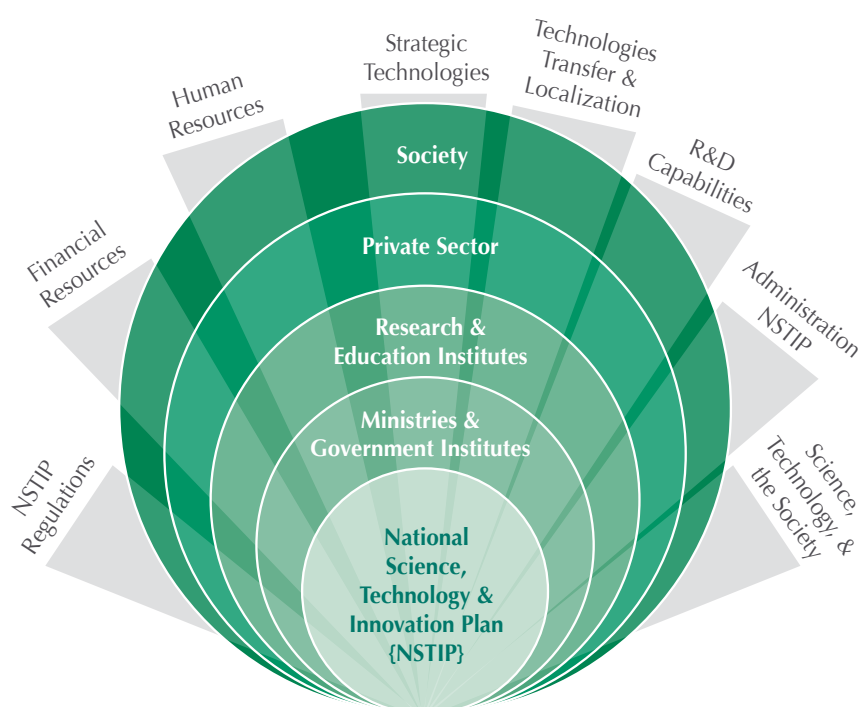 Strategic
Technologies
Technologies
Transfer &
Localization
Human
Resources
R&D
Capabilities
Financial
Resources
Administration
NSTIP
NSTIP
Regulations
Science,
Technology, &
the Society
Society
Private Sector
Research &
Education Institutes
Ministries &
Government Institutes
National
Science,
Technology &
Innovation Plan
{NSTIP}